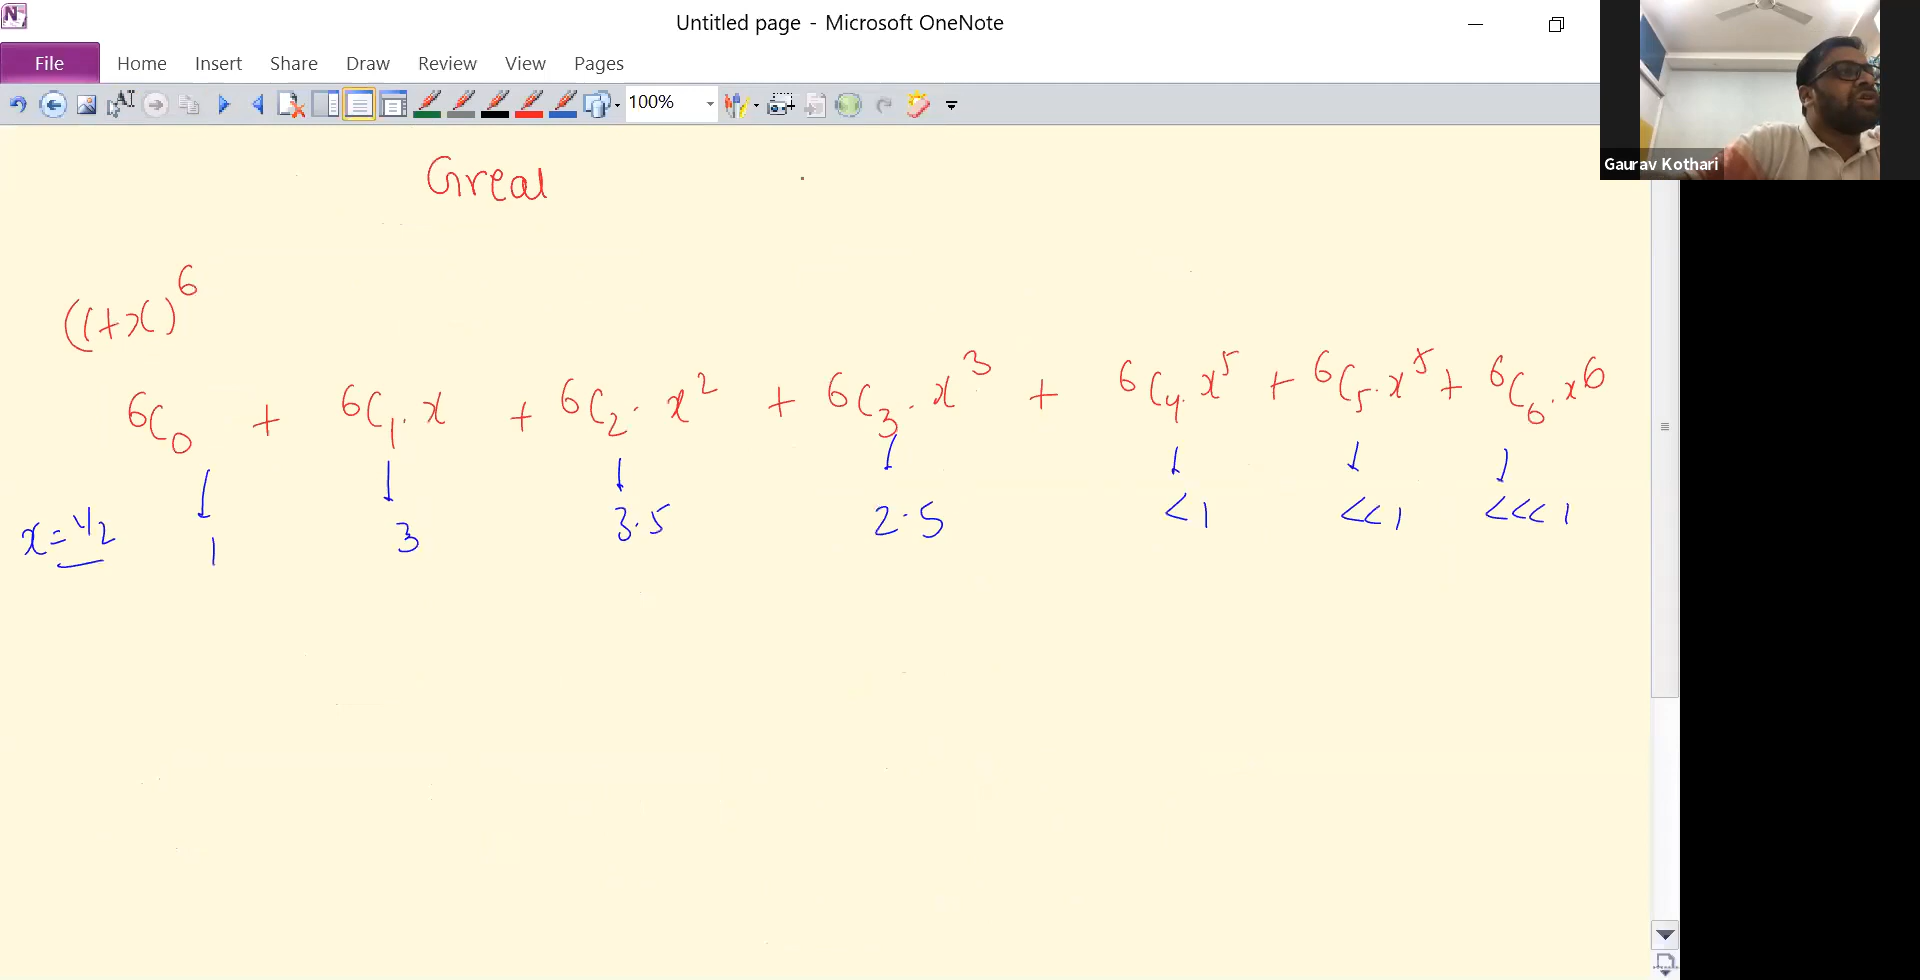 Untitled page - Microsoft OneNote
File Home Insert Share Draw Review View Pages
100%
Gaurav Kothari
Greal
(1+x)^6
6C0 + 6C1.x + 6C2.x^2 + 6C3.x^3 + 6C4.x^5 + 6C5.x^5 + 6C6.x^6
x=1/2 1 3 3.5 2.5 <1 <<1 <<<1